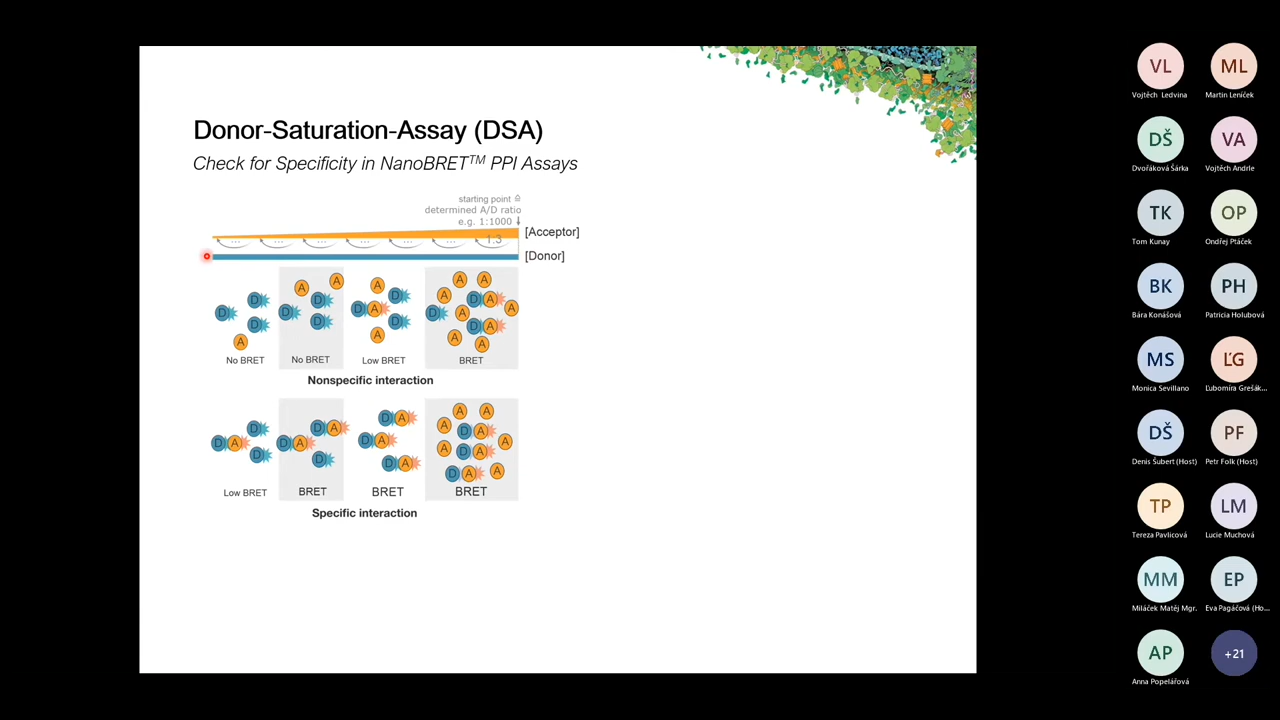 Donor-Saturation-Assay (DSA)
Check for Specificity in NanoBRET™ PPI Assays
starting point
determined A/D ratio
e.g. 1:1000
... ... ... ... ... ... 1:3
[Acceptor]
[Donor]
D D D A
A A D D D
A D D A D A
A A A D A D A A A A A
No BRET No BRET Low BRET BRET
Nonspecific interaction
D A D D
D A D A D
D A D A D A
A A A D A A A D A D A A
Low BRET BRET BRET BRET
Specific interaction
VL ML
Vojtěch Ledvina Martin Leníček
DŠ VA
Dvořáková Šárka Vojtěch Andrle
TK OP
Tom Kunay Ondřej Ptáček
BK PH
Bára Konášová Patricia Holubová
MS ĽG
Monica Sevillano Ľubomíra Grešák...
DŠ PF
Denis Šubert (Host) Petr Folk (Host)
TP LM
Tereza Pavlicová Lucie Muchová
MM EP
Miláček Matěj Mgr. Eva Pagáčová (Ho...
AP +21
Anna Popelářová